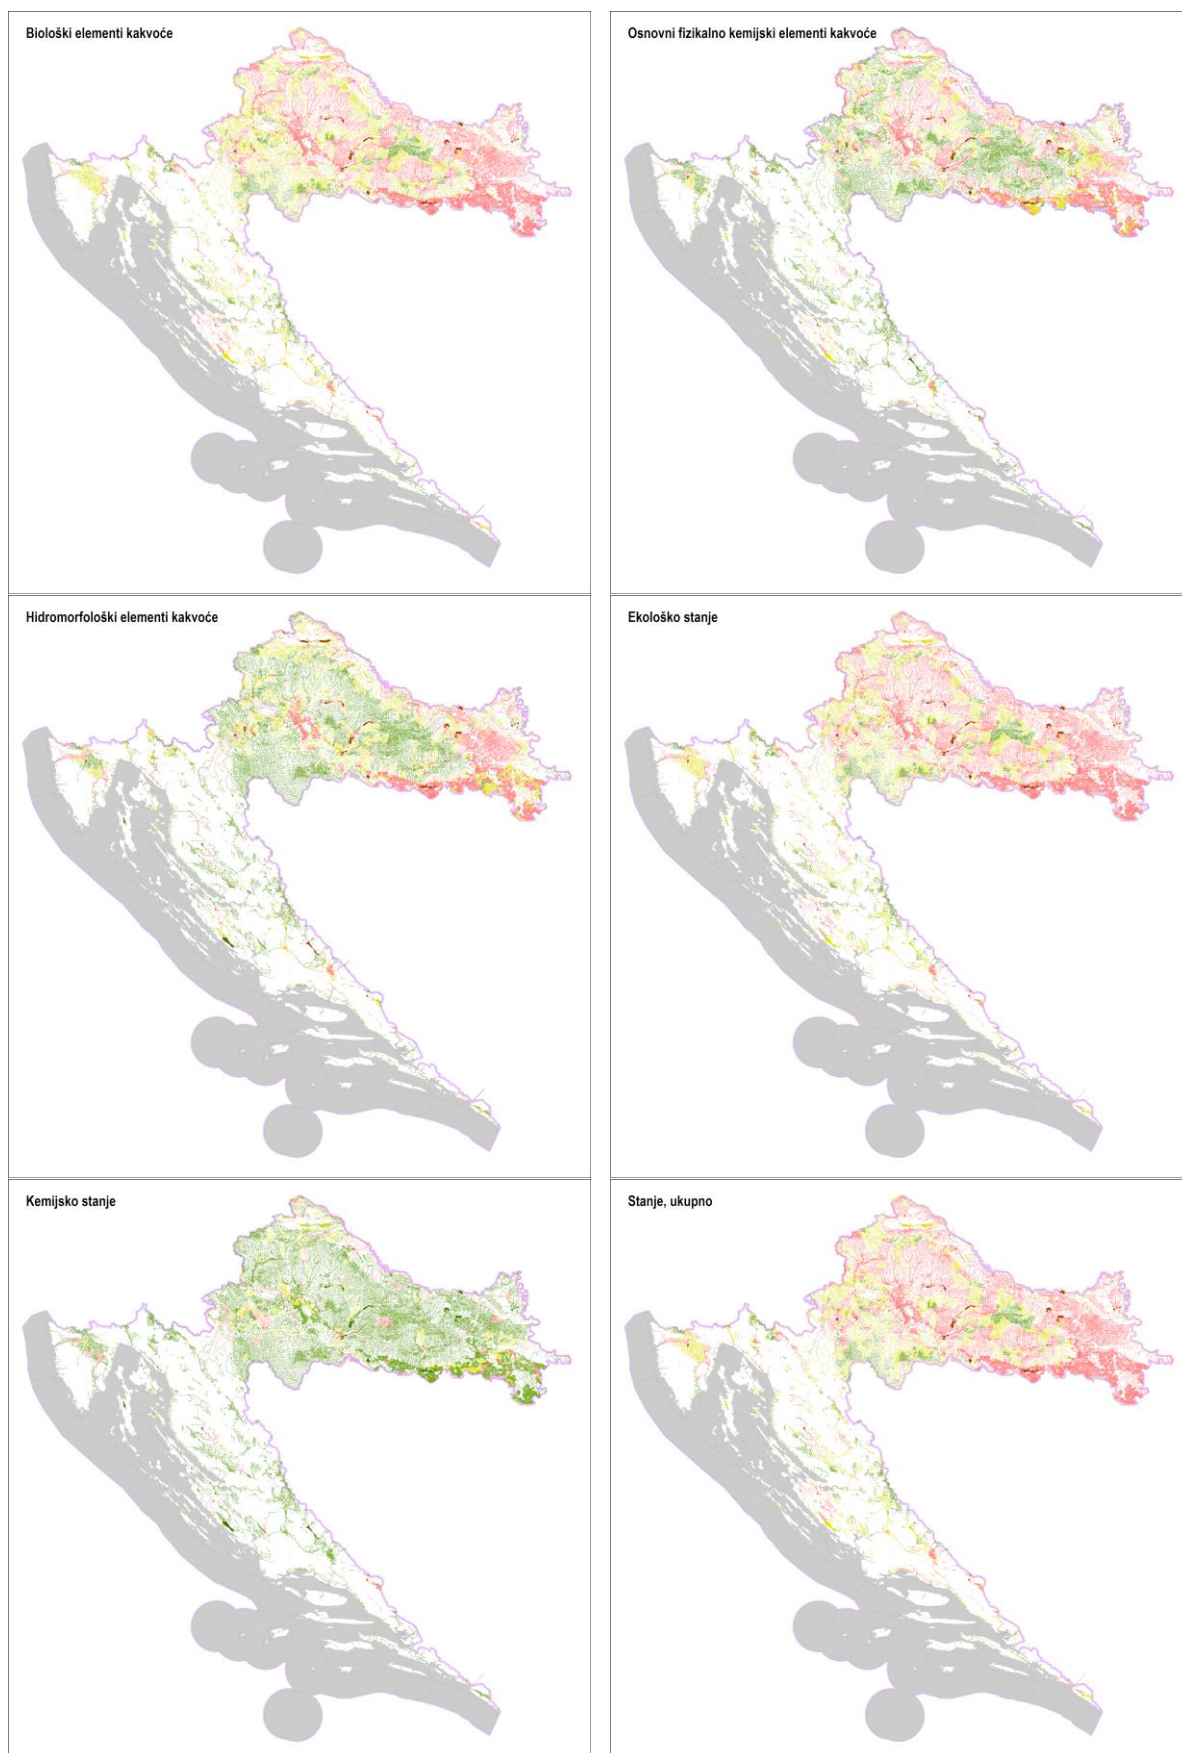 Biološki elementi kakvoće
Osnovni fizikalno kemijski elementi kakvoće
Hidromorfološki elementi kakvoće
Ekološko stanje
Kemijsko stanje
Stanje, ukupno